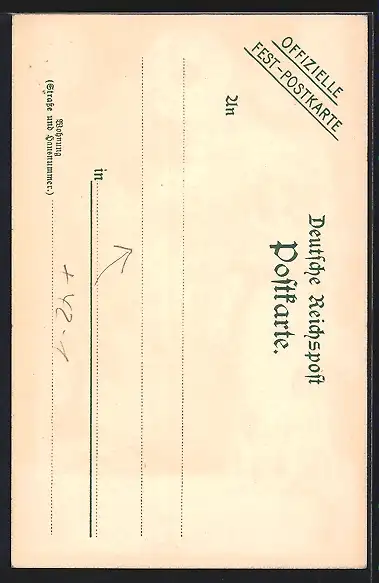 OFFIZIELLE
FEST-POSTKARTE
Deutsche Reichspost
Postkarte.
An
in
Wohnung
(Straße und Hausnummer.)